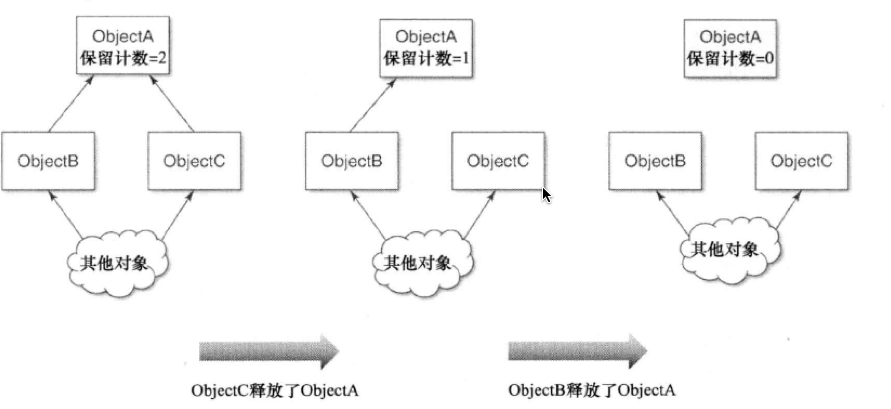 ObjectA
保留计数=2
ObjectB
ObjectC
其他对象
ObjectA
保留计数=1
ObjectB
ObjectC
其他对象
ObjectA
保留计数=0
ObjectB
ObjectC
其他对象
ObjectC释放了ObjectA
ObjectB释放了ObjectA